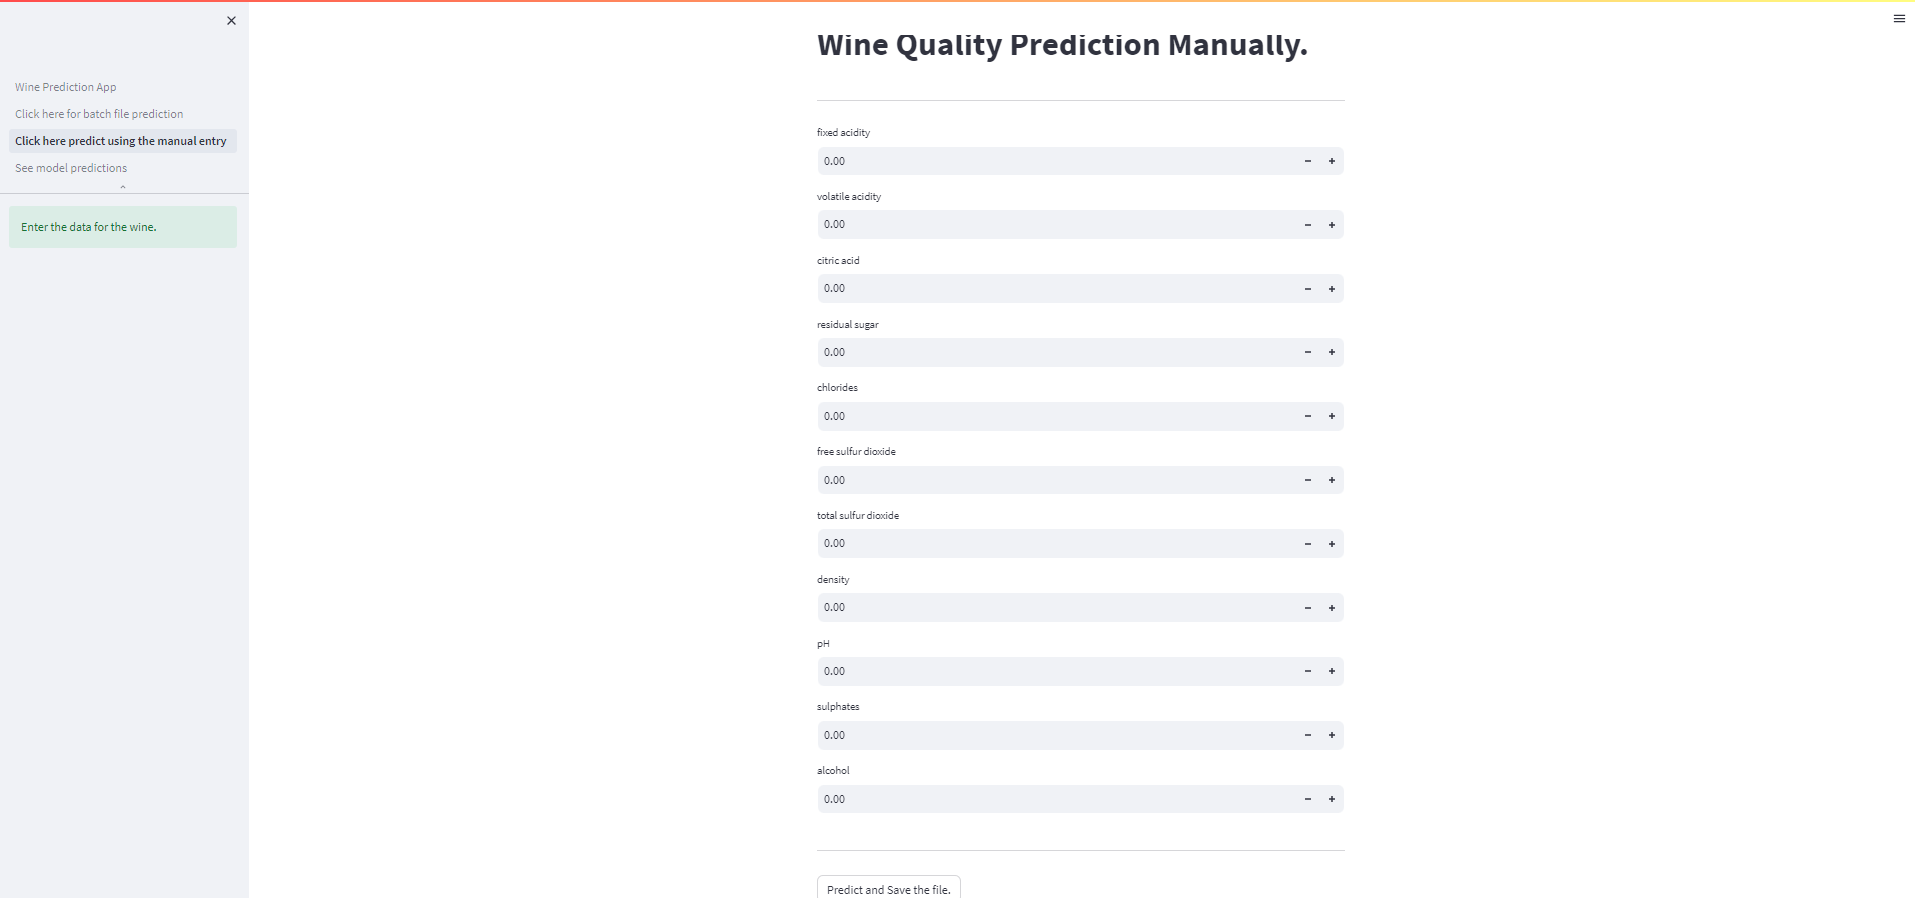 Wine Prediction App
Click here for batch file prediction
Click here predict using the manual entry
See model predictions
Enter the data for the wine.
Wine Quality Prediction Manually.
fixed acidity
0.00
volatile acidity
0.00
citric acid
0.00
residual sugar
0.00
chlorides
0.00
free sulfur dioxide
0.00
total sulfur dioxide
0.00
density
0.00
pH
0.00
sulphates
0.00
alcohol
0.00
Predict and Save the file.